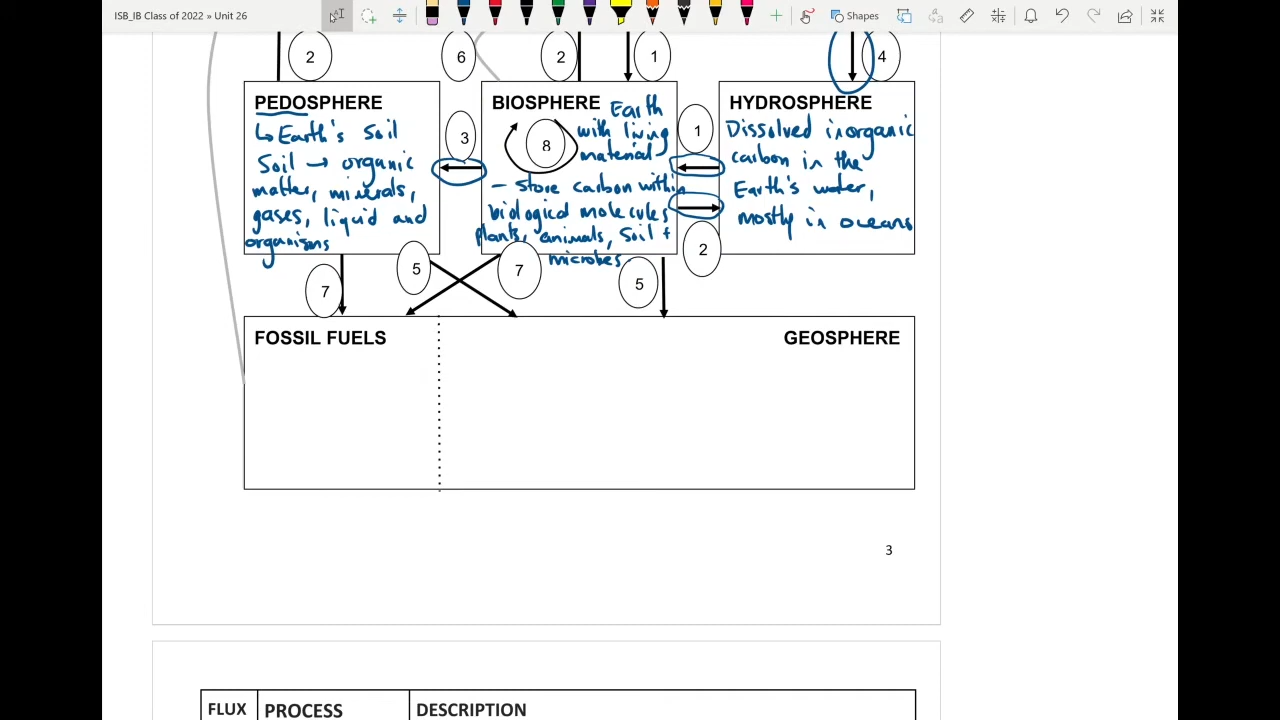 ISB_IB Class of 2022 » Unit 26
Shapes
2
6
2
1
4
PEDOSPHERE
↳ Earth's Soil
Soil → organic
matter, minerals,
gases, liquid and
organisms
3
BIOSPHERE
Earth
with living
material
8
- store carbon within
biological molecules
plants, animals, soil +
microbes.
1
2
HYDROSPHERE
Dissolved inorganic
carbon in the
Earth's water,
mostly in oceans
7
5
7
5
FOSSIL FUELS
GEOSPHERE
3
FLUX PROCESS DESCRIPTION